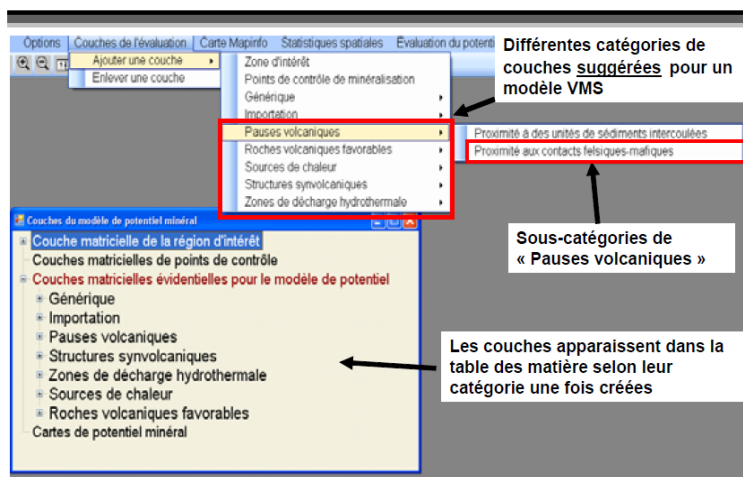 Options Couches de l'évaluation Carte Mapinfo Statistiques spatiales Évaluation du potenti
Ajouter une couche
Enlever une couche
Zone d'intérêt
Points de contrôle de minéralisation
Générique
Importation
Pauses volcaniques
Roches volcaniques favorables
Sources de chaleur
Structures synvolcaniques
Zones de décharge hydrothermale
Proximité à des unités de sédiments intercoulées
Proximité aux contacts felsiques-mafiques
Différentes catégories de
couches suggérées pour un
modèle VMS
Sous-catégories de
« Pauses volcaniques »
Couches du modèle de potentiel minéral
Couche matricielle de la région d'intérêt
Couches matricielles de points de contrôle
Couches matricielles évidentielles pour le modèle de potentiel
Générique
Importation
Pauses volcaniques
Structures synvolcaniques
Zones de décharge hydrothermale
Sources de chaleur
Roches volcaniques favorables
Cartes de potentiel minéral
Les couches apparaissent dans la
table des matière selon leur
catégorie une fois créées